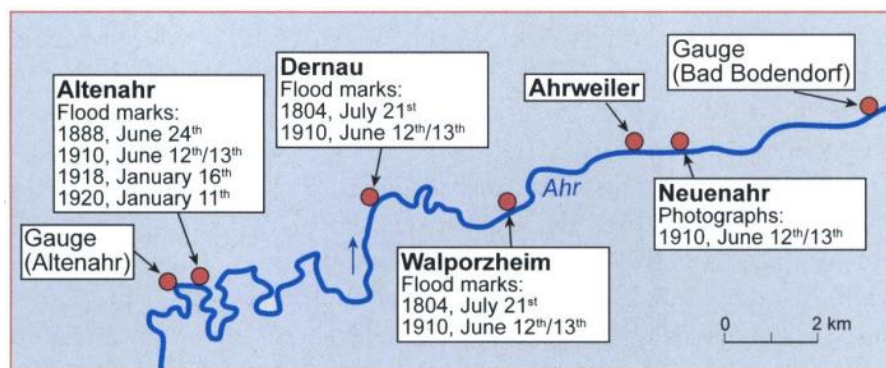 Altenahr
Flood marks:
1888, June 24th
1910, June 12th/13th
1918, January 16th
1920, January 11th
Gauge
(Altenahr)
Dernau
Flood marks:
1804, July 21st
1910, June 12th/13th
Walporzheim
Flood marks:
1804, July 21st
1910, June 12th/13th
Ahr
Ahrweiler
Neuenahr
Photographs:
1910, June 12th/13th
Gauge
(Bad Bodendorf)
0 2 km